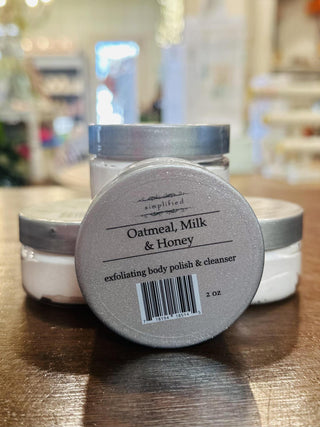 simplified
Oatmeal, Milk
& Honey
exfoliating body polish & cleanser
2 oz